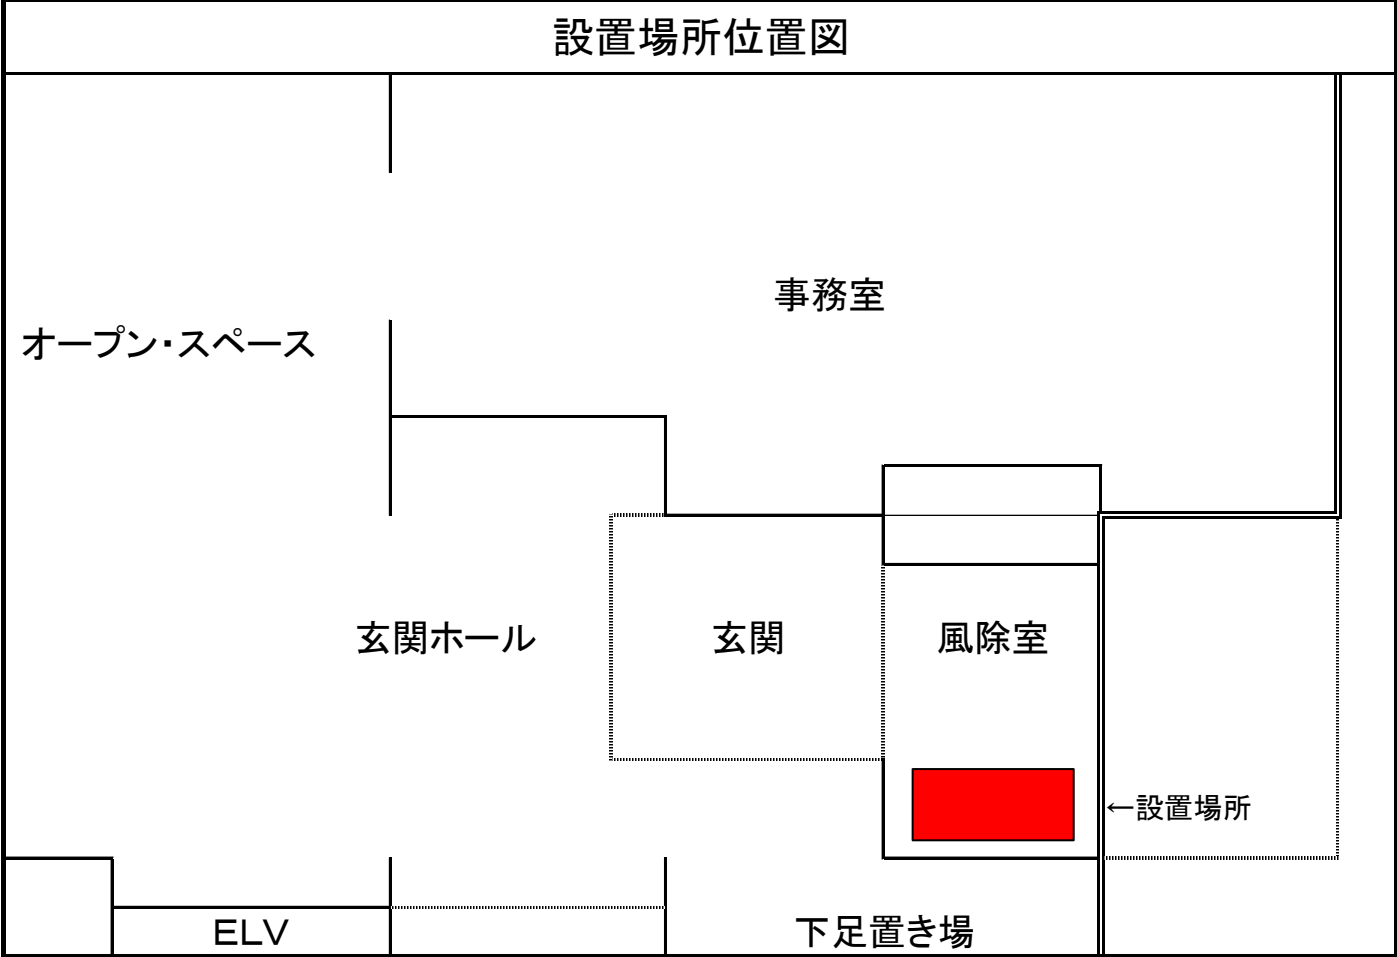 設置場所位置図
事務室
オープン・スペース
玄関ホール
玄関
風除室
←設置場所
ELV
下足置き場